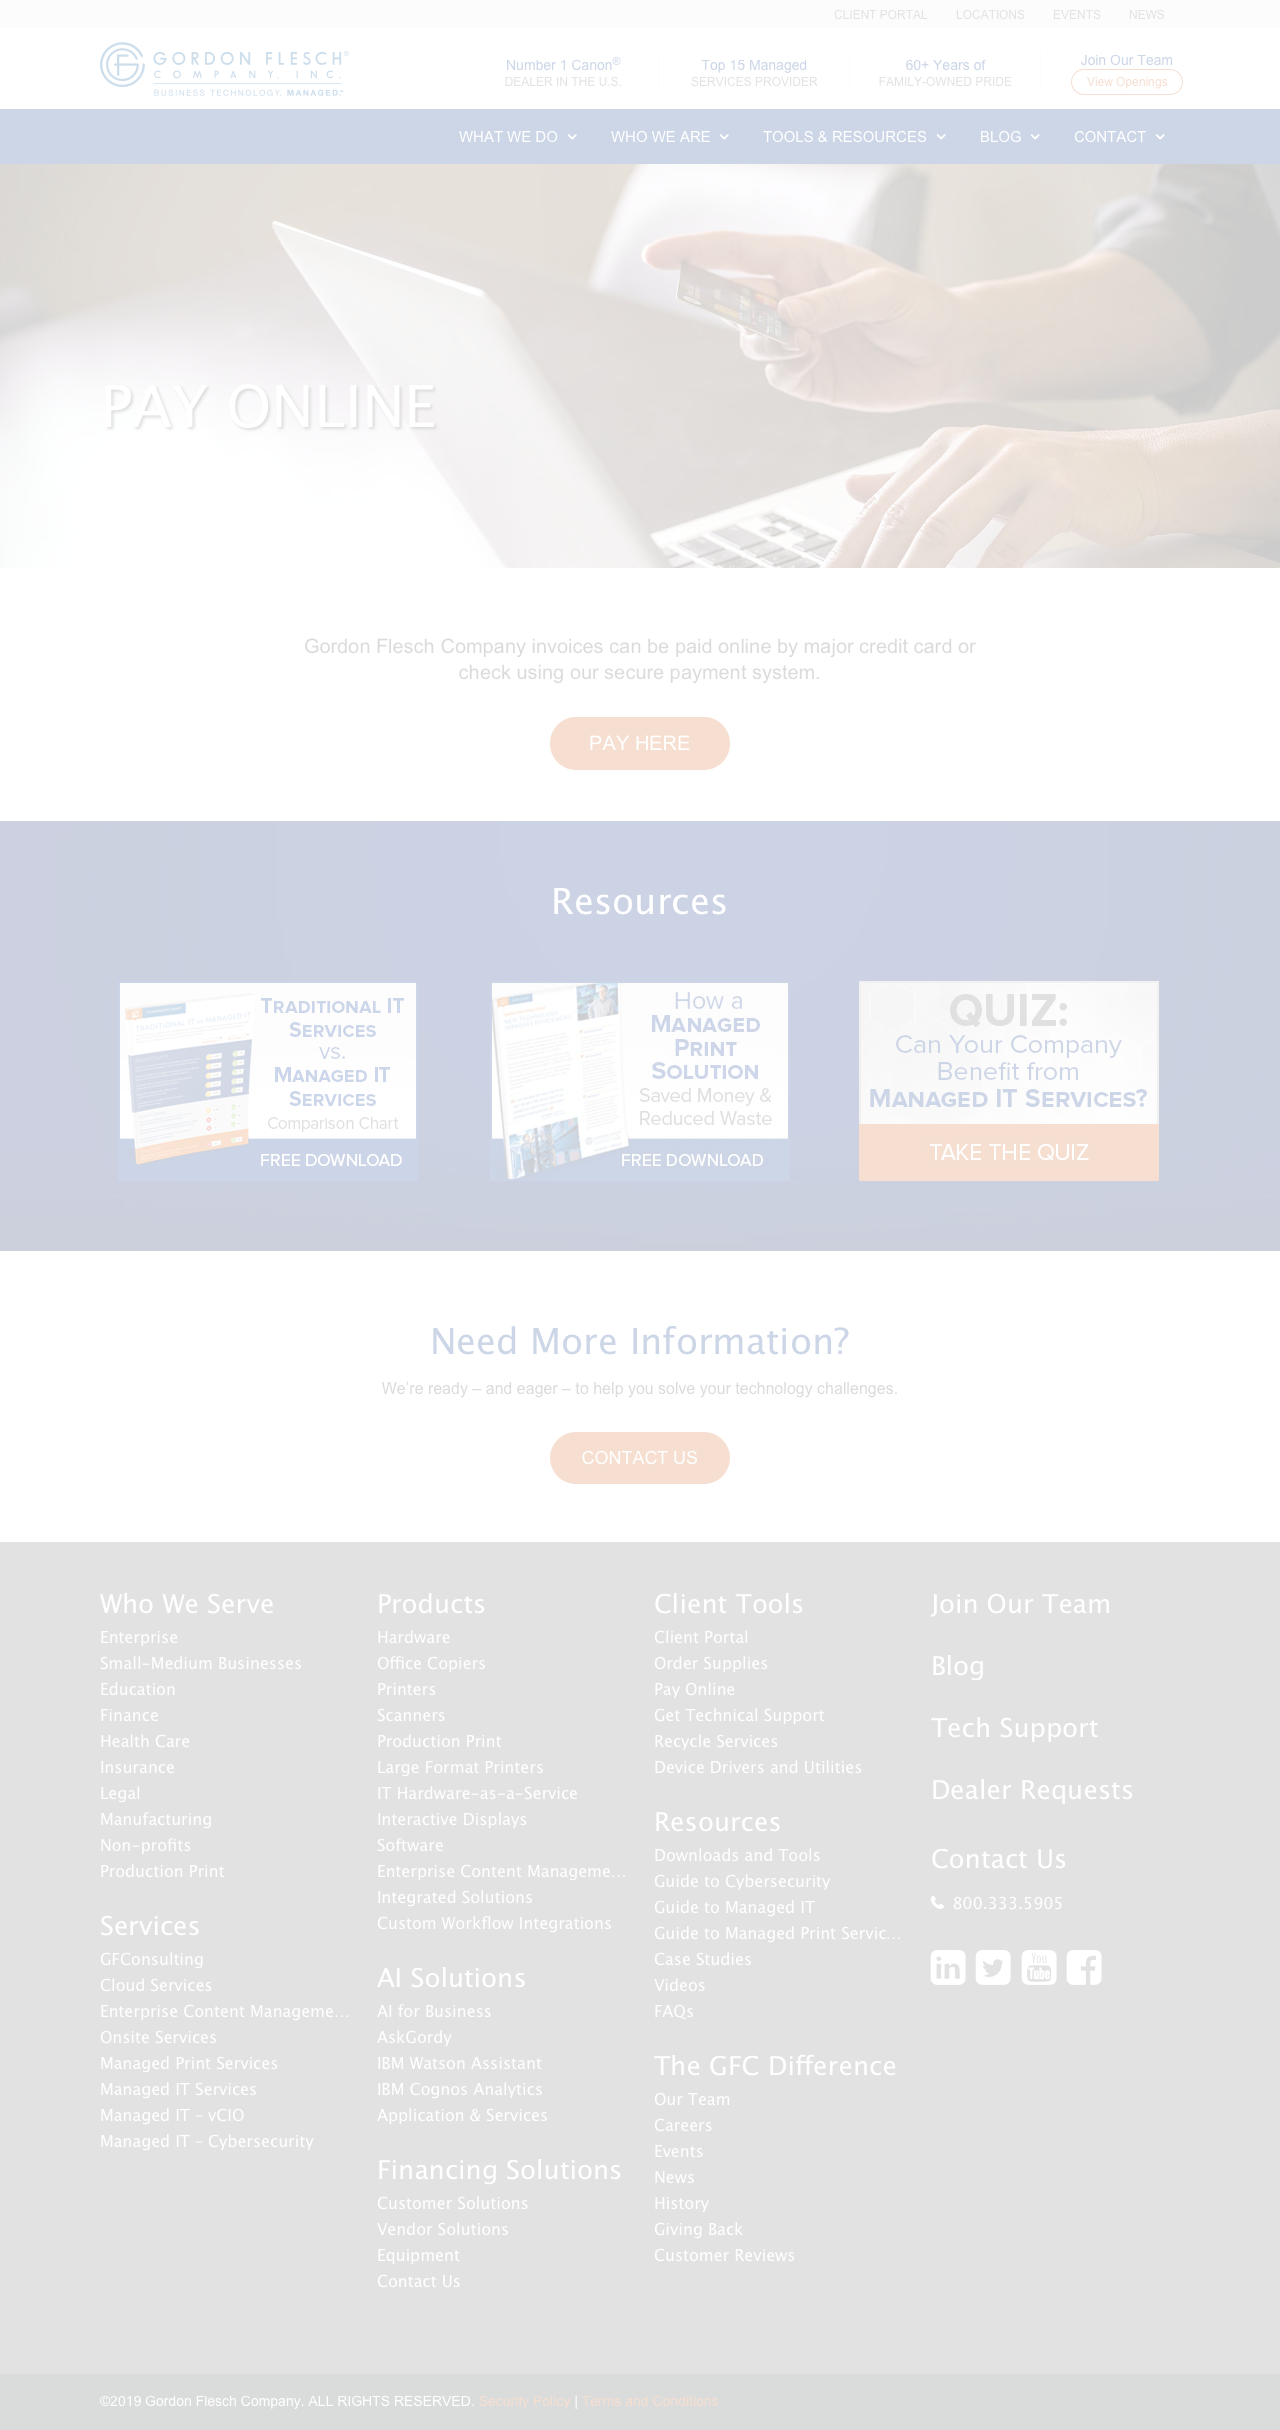 CLIENT PORTAL LOCATIONS EVENTS NEWS
GORDON FLESCH®
COMPANY, INC.
BUSINESS TECHNOLOGY. MANAGED.
Number 1 Canon®
DEALER IN THE U.S.
Top 15 Managed
SERVICES PROVIDER
60+ Years of
FAMILY-OWNED PRIDE
Join Our Team
View Openings
WHAT WE DO WHO WE ARE TOOLS & RESOURCES BLOG CONTACT
PAY ONLINE
Gordon Flesch Company invoices can be paid online by major credit card or
check using our secure payment system.
PAY HERE
Resources
TRADITIONAL IT VS. MANAGED IT
TRADITIONAL IT
SERVICES
VS.
MANAGED IT
SERVICES
Comparison Chart
FREE DOWNLOAD
How a
MANAGED
PRINT
SOLUTION
Saved Money &
Reduced Waste
FREE DOWNLOAD
QUIZ:
Can Your Company
Benefit from
MANAGED IT SERVICES?
TAKE THE QUIZ
Need More Information?
We're ready – and eager – to help you solve your technology challenges.
CONTACT US
Who We Serve
Enterprise
Small-Medium Businesses
Education
Finance
Health Care
Insurance
Legal
Manufacturing
Non-profits
Production Print
Services
GFConsulting
Cloud Services
Enterprise Content Manageme...
Onsite Services
Managed Print Services
Managed IT Services
Managed IT - vCIO
Managed IT - Cybersecurity
Products
Hardware
Office Copiers
Printers
Scanners
Production Print
Large Format Printers
IT Hardware-as-a-Service
Interactive Displays
Software
Enterprise Content Manageme...
Integrated Solutions
Custom Workflow Integrations
AI Solutions
AI for Business
AskGordy
IBM Watson Assistant
IBM Cognos Analytics
Application & Services
Financing Solutions
Customer Solutions
Vendor Solutions
Equipment
Contact Us
Client Tools
Client Portal
Order Supplies
Pay Online
Get Technical Support
Recycle Services
Device Drivers and Utilities
Resources
Downloads and Tools
Guide to Cybersecurity
Guide to Managed IT
Guide to Managed Print Servic...
Case Studies
Videos
FAQs
The GFC Difference
Our Team
Careers
Events
News
History
Giving Back
Customer Reviews
Join Our Team
Blog
Tech Support
Dealer Requests
Contact Us
800.333.5905
in You Tube f
©2019 Gordon Flesch Company. ALL RIGHTS RESERVED. Security Policy | Terms and Conditions